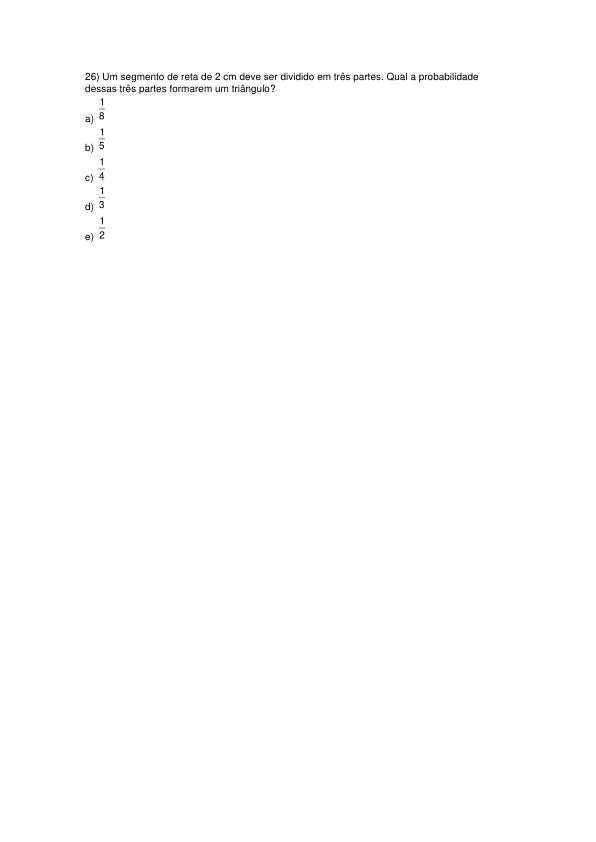 26) Um segmento de reta de 2 cm deve ser dividido em três partes. Qual a probabilidade
dessas três partes formarem um triângulo?
a) 1/8
b) 1/5
c) 1/4
d) 1/3
e) 1/2